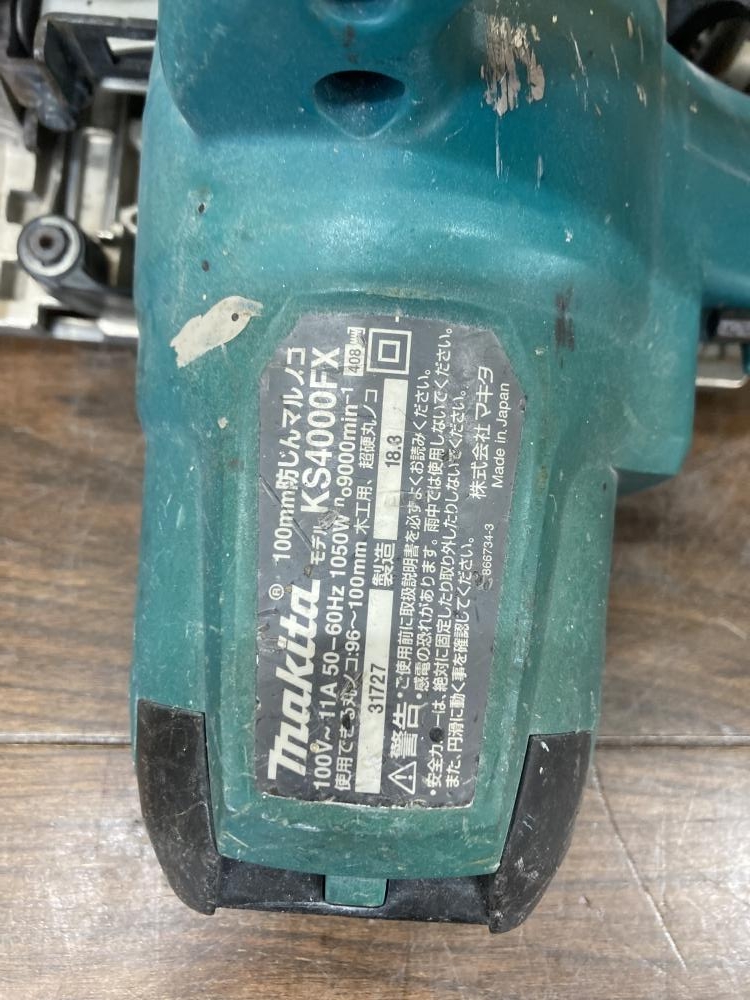 makita® 100mm防じんマルノコ
モデル KS4000FX 408
100V~11A 50-60Hz 1050W n₀9000min⁻¹
使用できる丸ノコ:96~100mm 木工用、超硬丸ノコ
31727 製造 18.3
⚠警告・ご使用前に取扱説明書を必ずよくお読みください。
・感電の恐れがあります。雨中では使用しないでください。
・安全カバーは、絶対に固定したり取り外したりしないでください。
また、円滑に動く事を確認してください。
866734-3
株式会社マキタ
Made in Japan